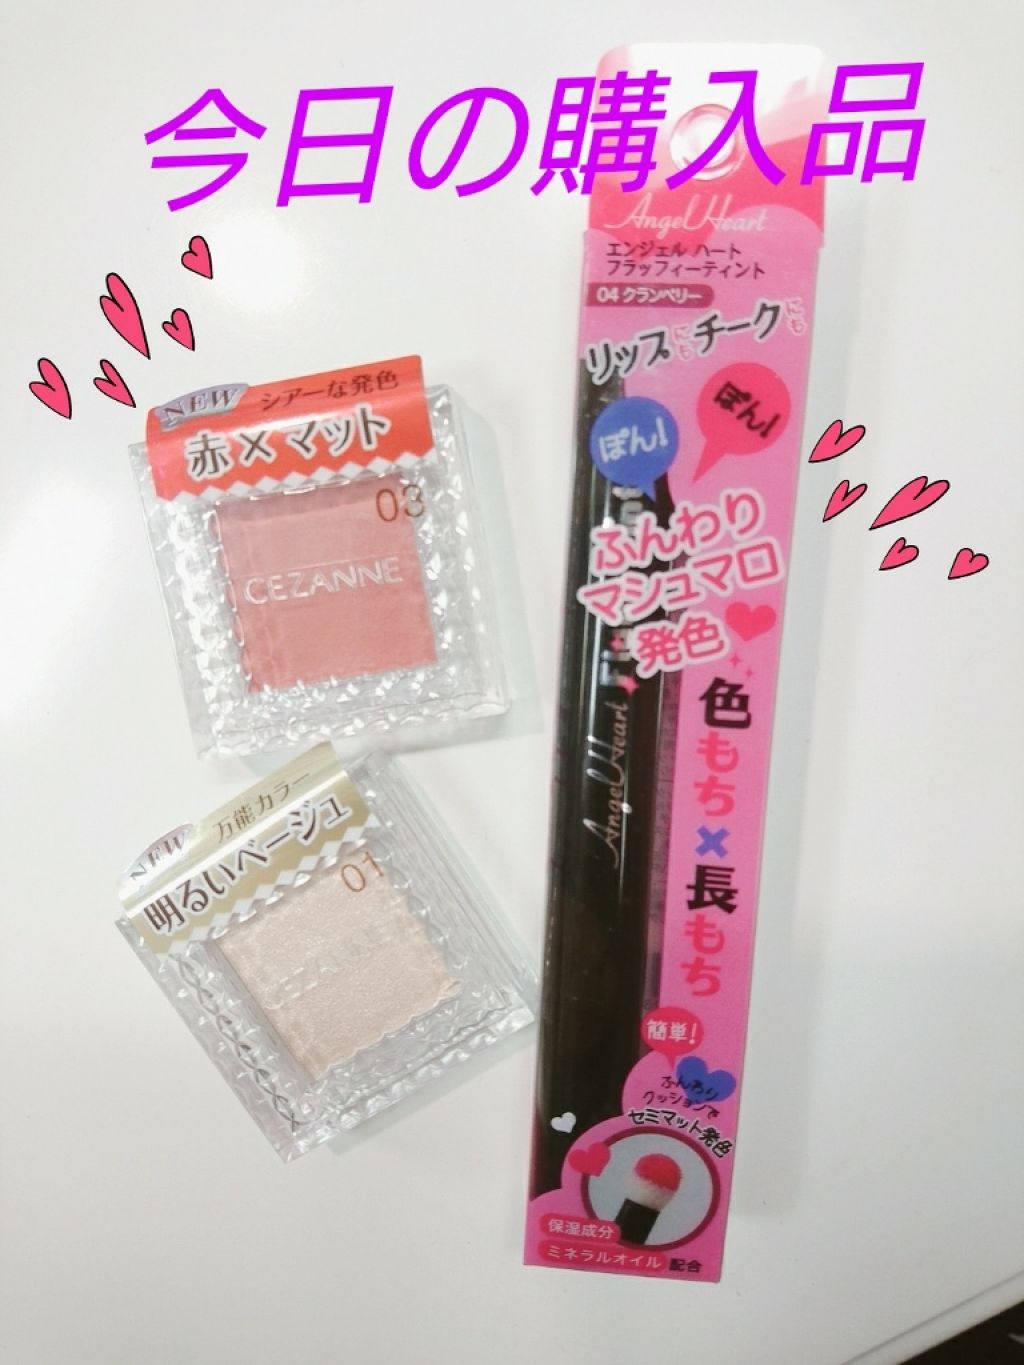 今日の購入品
Angel Heart
エンジェル ハート
フラッフィーティント
04 クランベリー
リップにもチークにも
ぽん!
ぽん!
ふんわり
マシュマロ
発色
色もち×長もち
Angel Heart
簡単!
ふんわり
クッションで
セミマット発色
保湿成分
ミネラルオイル 配合
NEW
シアーな発色
赤×マット
03
CEZANNE
NEW
万能カラー
明るいベージュ
01
CEZANNE